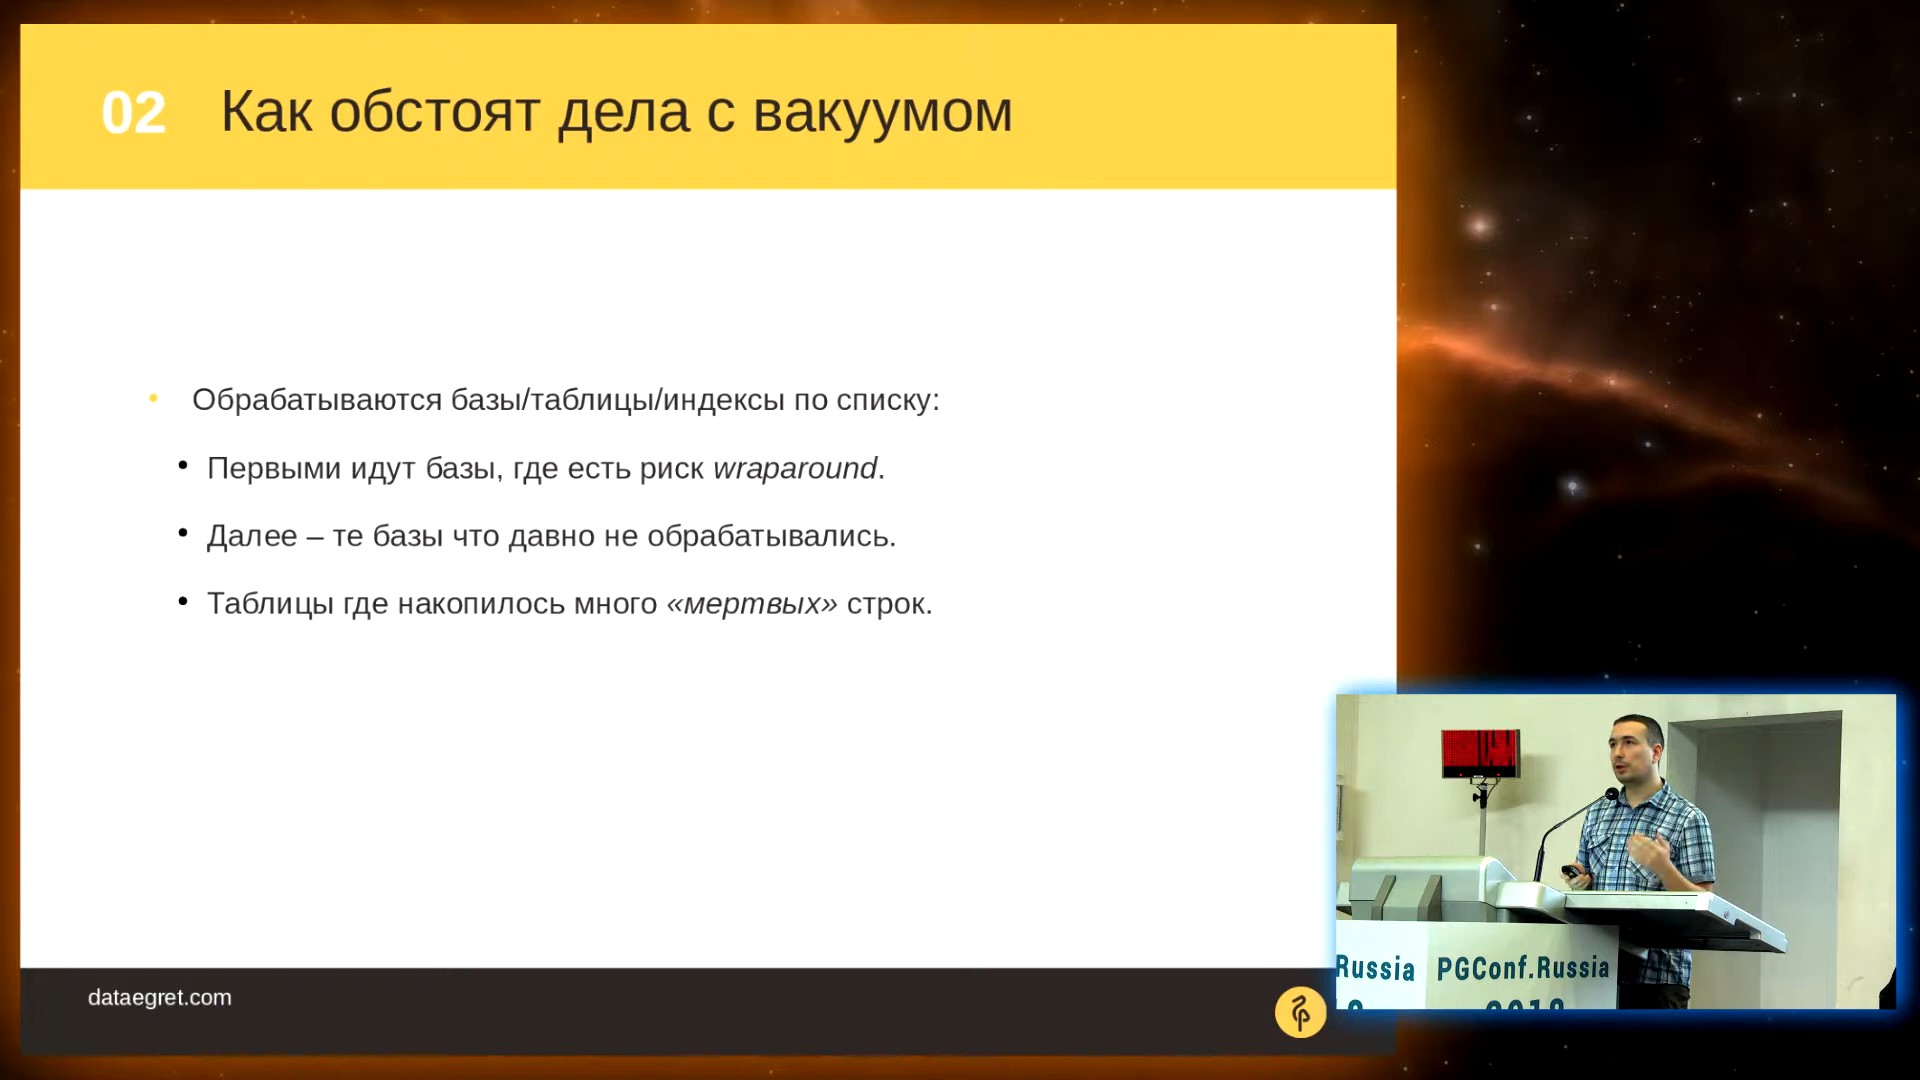 02 Как обстоят дела с вакуумом
• Обрабатываются базы/таблицы/индексы по списку:
• Первыми идут базы, где есть риск wraparound.
• Далее – те базы что давно не обрабатывались.
• Таблицы где накопилось много «мертвых» строк.
dataegret.com
Russia PGConf.Russia